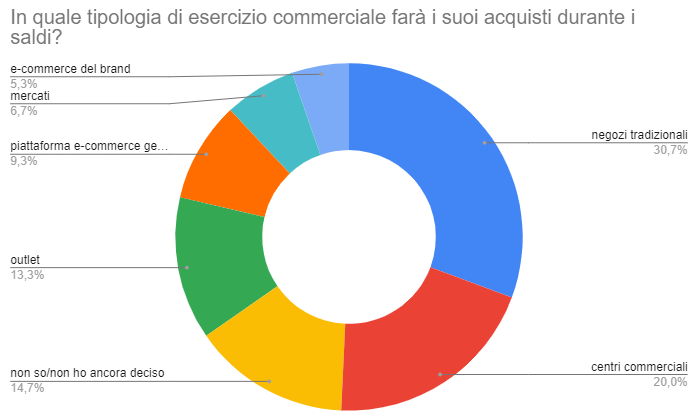 In quale tipologia di esercizio commerciale farà i suoi acquisti durante i
saldi?
e-commerce del brand
5,3%
mercati
6,7%
piattaforma e-commerce ge...
9,3%
outlet
13,3%
non so/non ho ancora deciso
14,7%
negozi tradizionali
30,7%
centri commerciali
20,0%